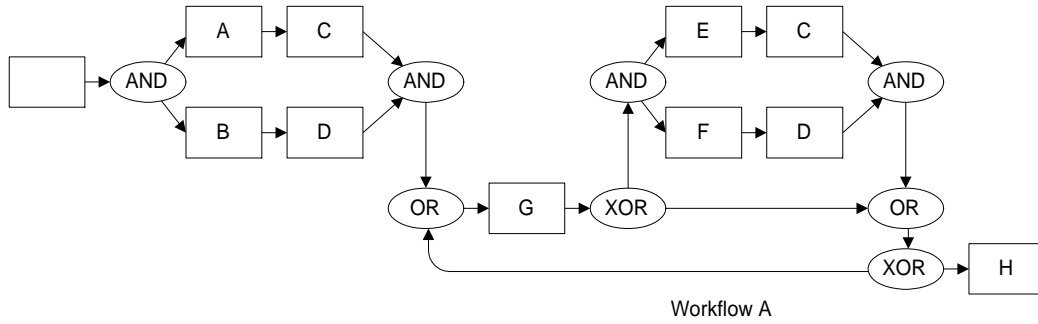 A C E C
AND AND AND AND
B D F D
OR G XOR OR
XOR H
Workflow A